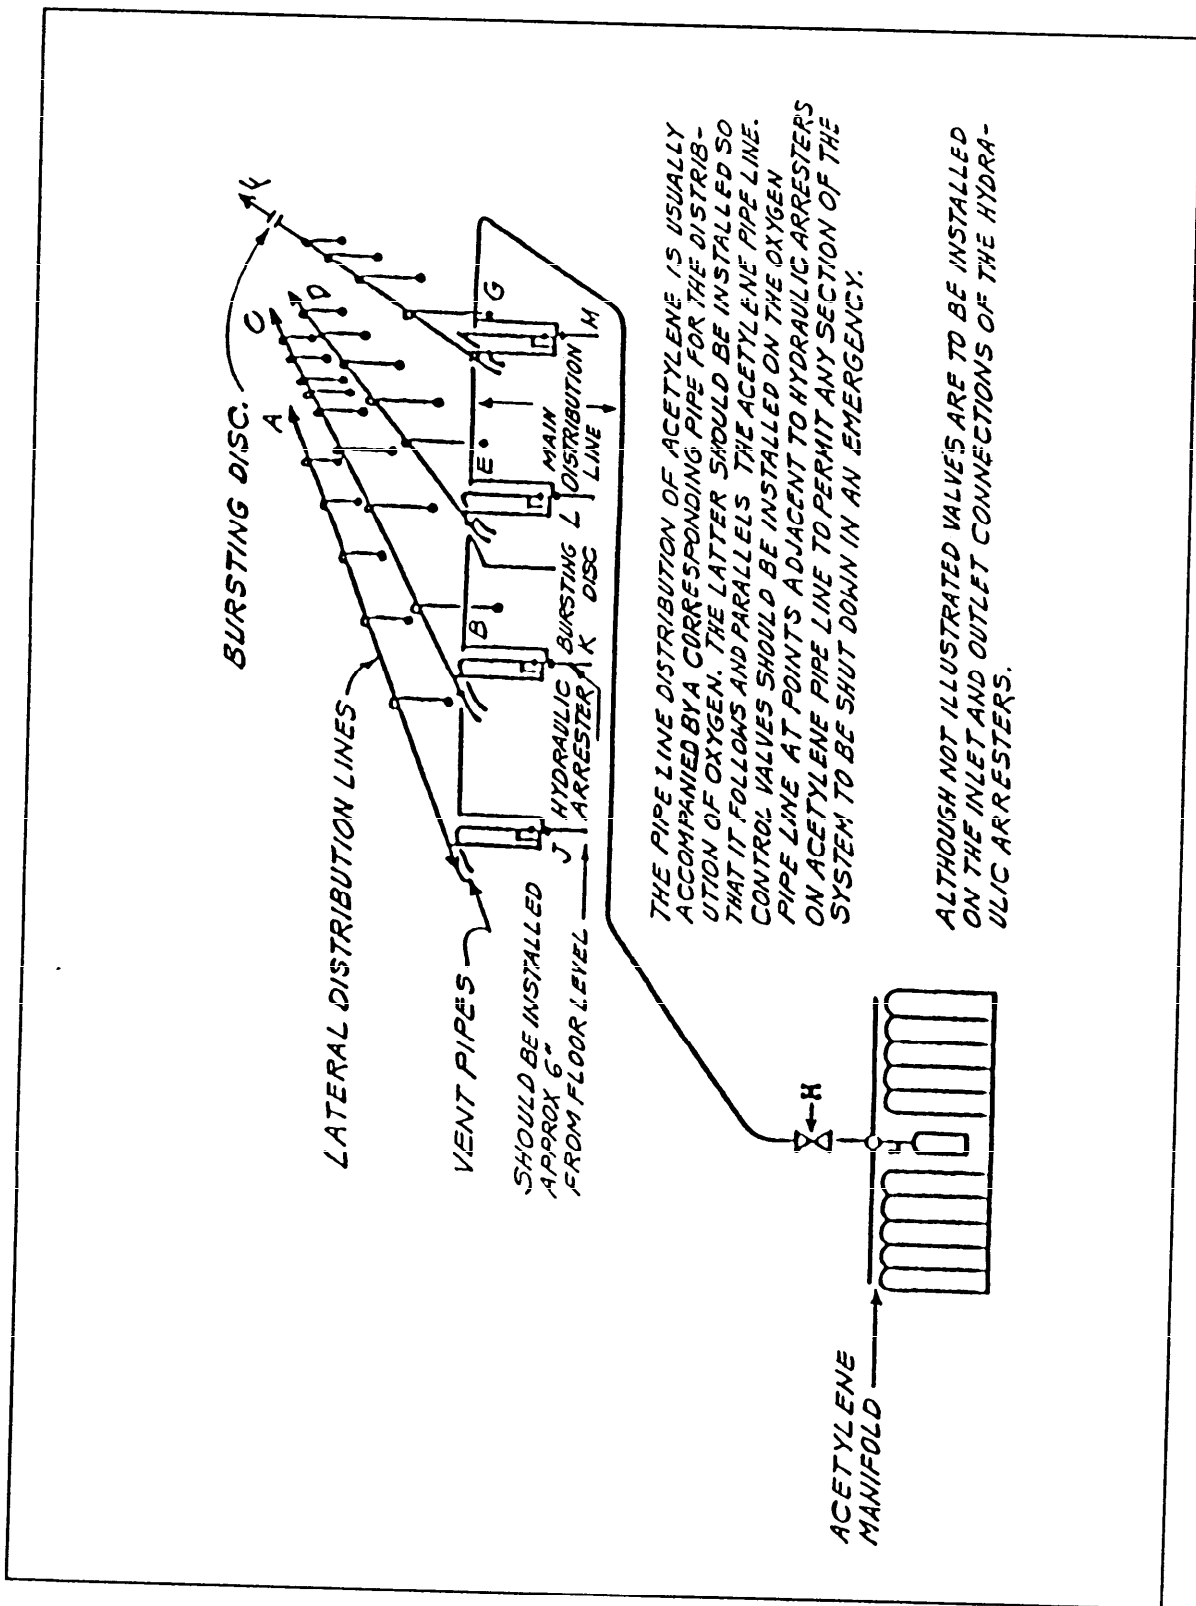 BURSTING DISC.
LATERAL DISTRIBUTION LINES
A
C
D
VENT PIPES
B
E
G
SHOULD BE INSTALLED
APPROX 6"
FROM FLOOR LEVEL
J
HYDRAULIC
ARRESTER
K
BURSTING
DISC
L
MAIN
DISTRIBUTION
LINE
M
THE PIPE LINE DISTRIBUTION OF ACETYLENE IS USUALLY
ACCOMPANIED BY A CORRESPONDING PIPE FOR THE DISTRIB-
UTION OF OXYGEN. THE LATTER SHOULD BE INSTALLED SO
THAT IT FOLLOWS AND PARALLELS THE ACETYLENE PIPE LINE.
CONTROL VALVES SHOULD BE INSTALLED ON THE OXYGEN
PIPE LINE AT POINTS ADJACENT TO HYDRAULIC ARRESTERS
ON ACETYLENE PIPE LINE TO PERMIT ANY SECTION OF THE
SYSTEM TO BE SHUT DOWN IN AN EMERGENCY.
H
ALTHOUGH NOT ILLUSTRATED VALVES ARE TO BE INSTALLED
ON THE INLET AND OUTLET CONNECTIONS OF THE HYDRA-
ULIC ARRESTERS.
ACETYLENE
MANIFOLD